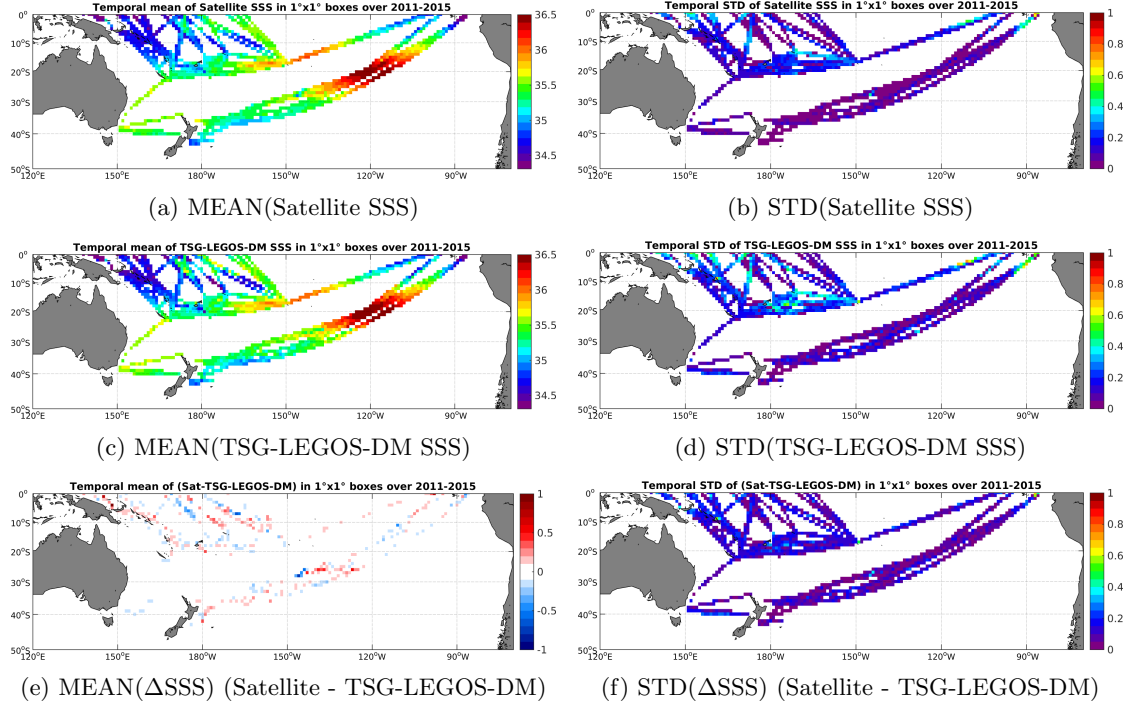 Temporal mean of Satellite SSS in 1°x1° boxes over 2011-2015
0°
10°S
20°S
30°S
40°S
50°S
120°E
150°E
180°W
150°W
120°W
90°W
36.5
36
35.5
35
34.5
(a) MEAN(Satellite SSS)
Temporal STD of Satellite SSS in 1°x1° boxes over 2011-2015
0°
10°S
20°S
30°S
40°S
50°S
120°E
150°E
180°W
150°W
120°W
90°W
1
0.8
0.6
0.4
0.2
0
(b) STD(Satellite SSS)
Temporal mean of TSG-LEGOS-DM SSS in 1°x1° boxes over 2011-2015
0°
10°S
20°S
30°S
40°S
50°S
120°E
150°E
180°W
150°W
120°W
90°W
36.5
36
35.5
35
34.5
(c) MEAN(TSG-LEGOS-DM SSS)
Temporal STD of TSG-LEGOS-DM SSS in 1°x1° boxes over 2011-2015
0°
10°S
20°S
30°S
40°S
50°S
120°E
150°E
180°W
150°W
120°W
90°W
1
0.8
0.6
0.4
0.2
0
(d) STD(TSG-LEGOS-DM SSS)
Temporal mean of (Sat-TSG-LEGOS-DM) in 1°x1° boxes over 2011-2015
0°
10°S
20°S
30°S
40°S
50°S
120°E
150°E
180°W
150°W
120°W
90°W
1
0.5
0
-0.5
-1
(e) MEAN(ΔSSS) (Satellite - TSG-LEGOS-DM)
Temporal STD of (Sat-TSG-LEGOS-DM) in 1°x1° boxes over 2011-2015
0°
10°S
20°S
30°S
40°S
50°S
120°E
150°E
180°W
150°W
120°W
90°W
1
0.8
0.6
0.4
0.2
0
(f) STD(ΔSSS) (Satellite - TSG-LEGOS-DM)